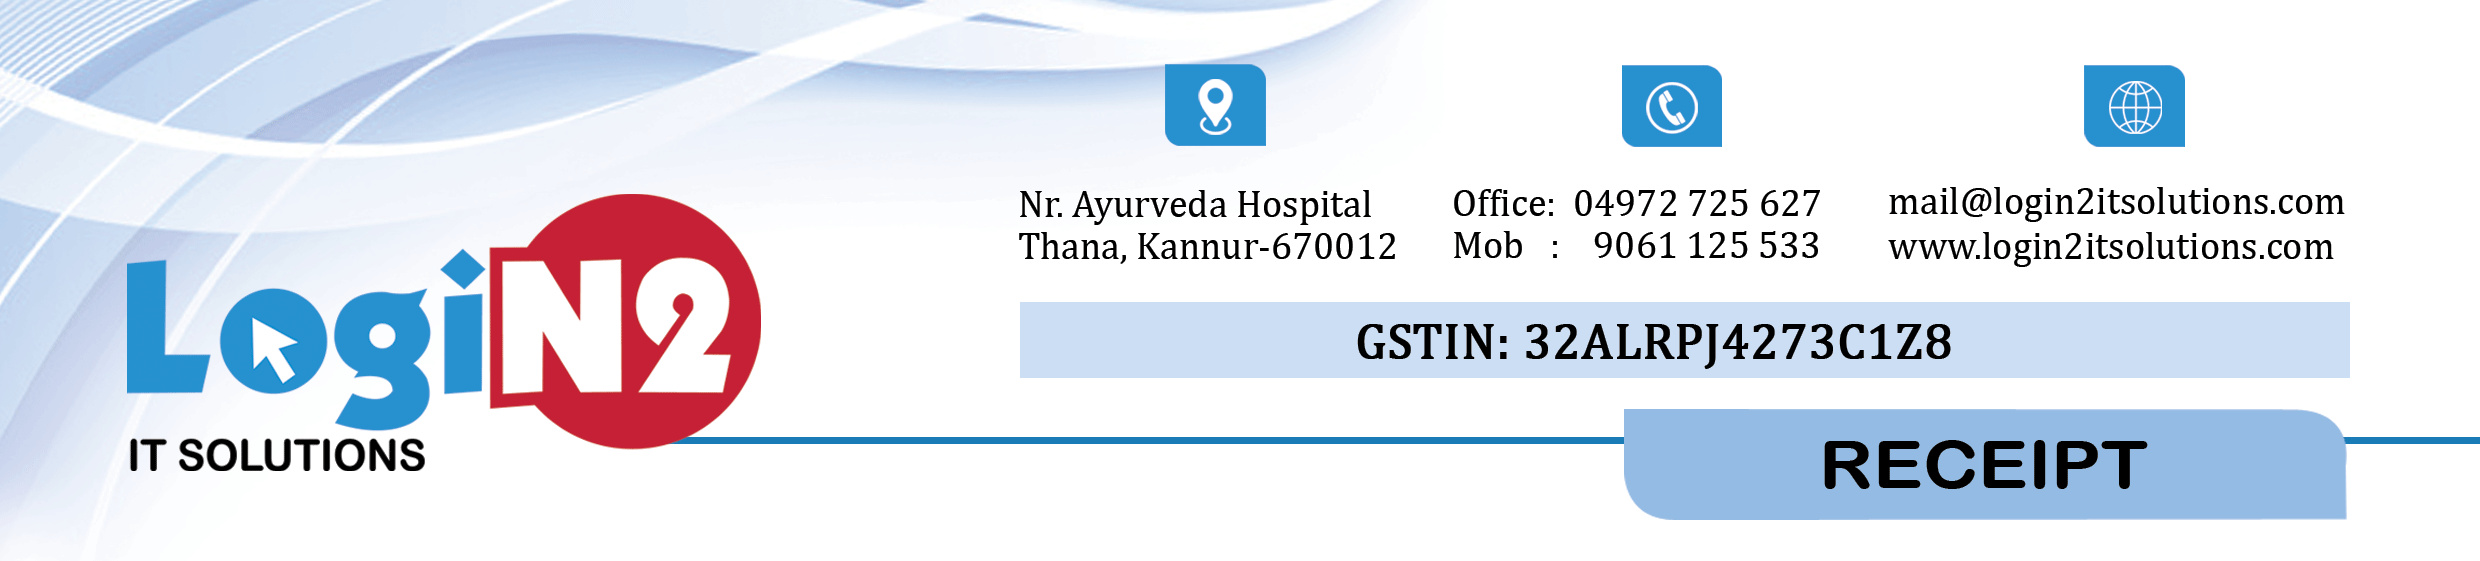 LogiN2
IT SOLUTIONS
Nr. Ayurveda Hospital
Thana, Kannur-670012
Office: 04972 725 627
Mob : 9061 125 533
mail@login2itsolutions.com
www.login2itsolutions.com
GSTIN: 32ALRPJ4273C1Z8
RECEIPT